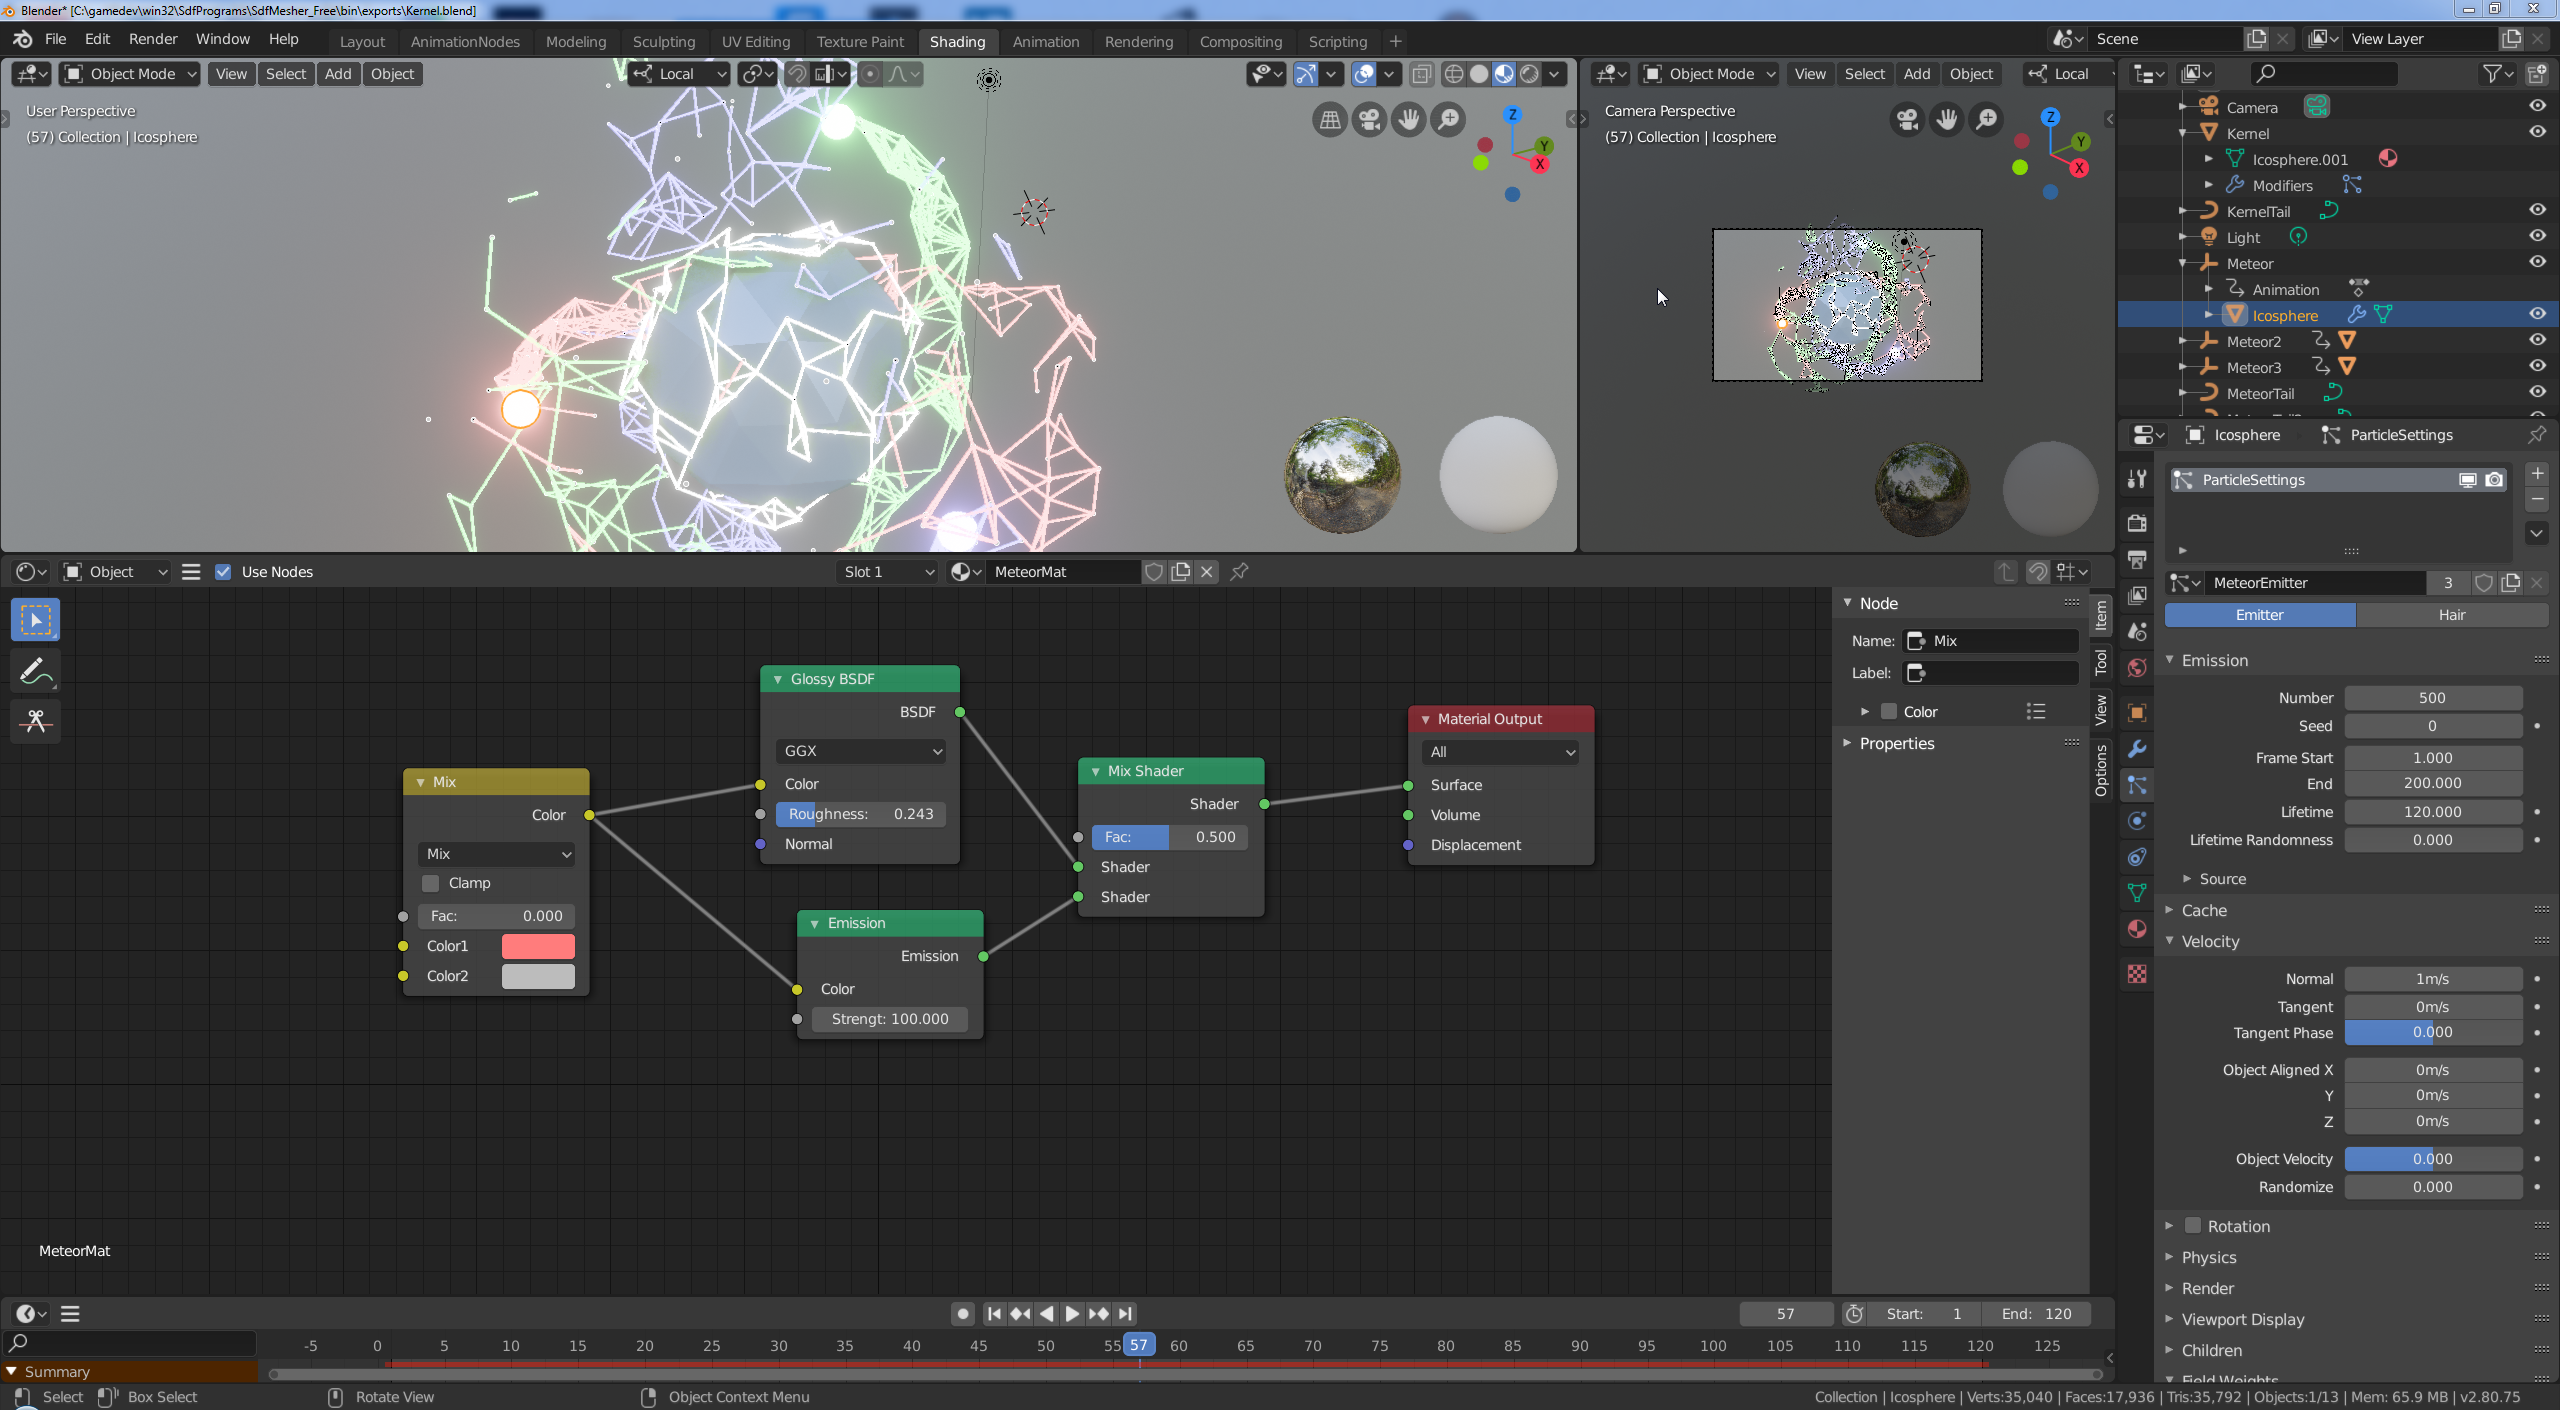 Blender* [C:\gamedev\win32\SdfPrograms\SdfMesher_Free\bin\exports\Kernel.blend]
File Edit Render Window Help Layout AnimationNodes Modeling Sculpting UV Editing Texture Paint Shading Animation Rendering Compositing Scripting + Scene View Layer
Object Mode View Select Add Object Local Object Mode View Select Add Object Local
User Perspective
(57) Collection | Icosphere
Z
Y
X
Camera Perspective
(57) Collection | Icosphere
Z
Y
X
Camera
Kernel
Icosphere.001
Modifiers
KernelTail
Light
Meteor
Animation
Icosphere
Meteor2
Meteor3
MeteorTail
Icosphere ParticleSettings
ParticleSettings
MeteorEmitter 3
Emitter Hair
Emission
Number 500
Seed 0
Frame Start 1.000
End 200.000
Lifetime 120.000
Lifetime Randomness 0.000
Source
Cache
Velocity
Normal 1m/s
Tangent 0m/s
Tangent Phase 0.000
Object Aligned X 0m/s
Y 0m/s
Z 0m/s
Object Velocity 0.000
Randomize 0.000
Rotation
Physics
Render
Viewport Display
Children
Field Weights
Object Use Nodes Slot 1 MeteorMat
Mix
Color
Mix
Clamp
Fac: 0.000
Color1
Color2
Glossy BSDF
BSDF
GGX
Color
Roughness: 0.243
Normal
Emission
Emission
Color
Strengt: 100.000
Mix Shader
Shader
Fac: 0.500
Shader
Shader
Material Output
All
Surface
Volume
Displacement
Node
Name: Mix
Label:
Color
Properties
Item
Tool
View
Options
MeteorMat
57 Start: 1 End: 120
-5 0 5 10 15 20 25 30 35 40 45 50 55 57 60 65 70 75 80 85 90 95 100 105 110 115 120 125
Summary
Select Box Select Rotate View Object Context Menu Collection | Icosphere | Verts:35,040 | Faces:17,936 | Tris:35,792 | Objects:1/13 | Mem: 65.9 MB | v2.80.75